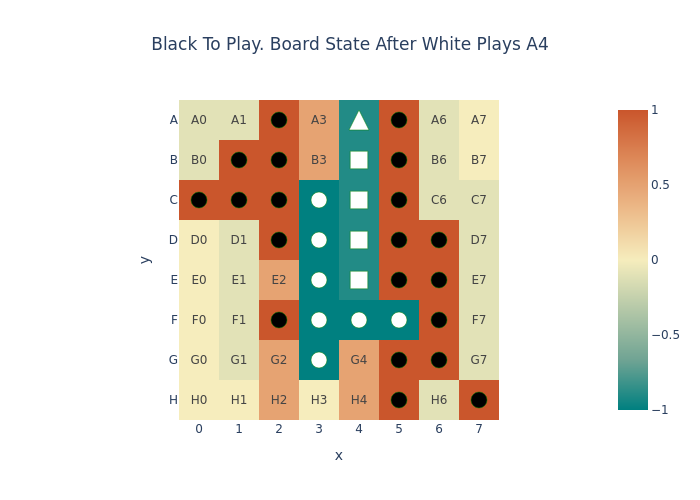 Black To Play. Board State After White Plays A4
A A0 A1 A3 A6 A7
B B0 B3 B6 B7
C C6 C7
D D0 D1 D7
E E0 E1 E2 E7
F F0 F1 F7
G G0 G1 G2 G4 G7
H H0 H1 H2 H3 H4 H6
0 1 2 3 4 5 6 7
x
y
1
0.5
0
−0.5
−1